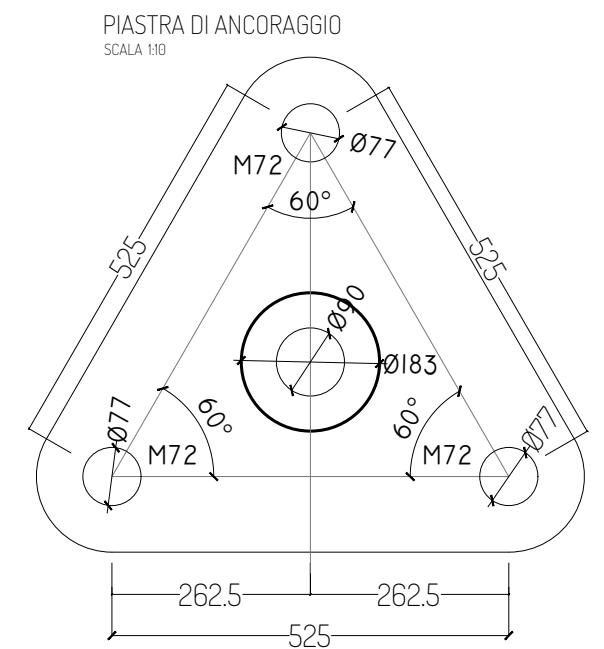 PIASTRA DI ANCORAGGIO
SCALA 1:10
Ø77
M72
60°
525
525
Ø90
Ø183
Ø77
60°
60°
Ø77
M72
M72
262.5
262.5
525